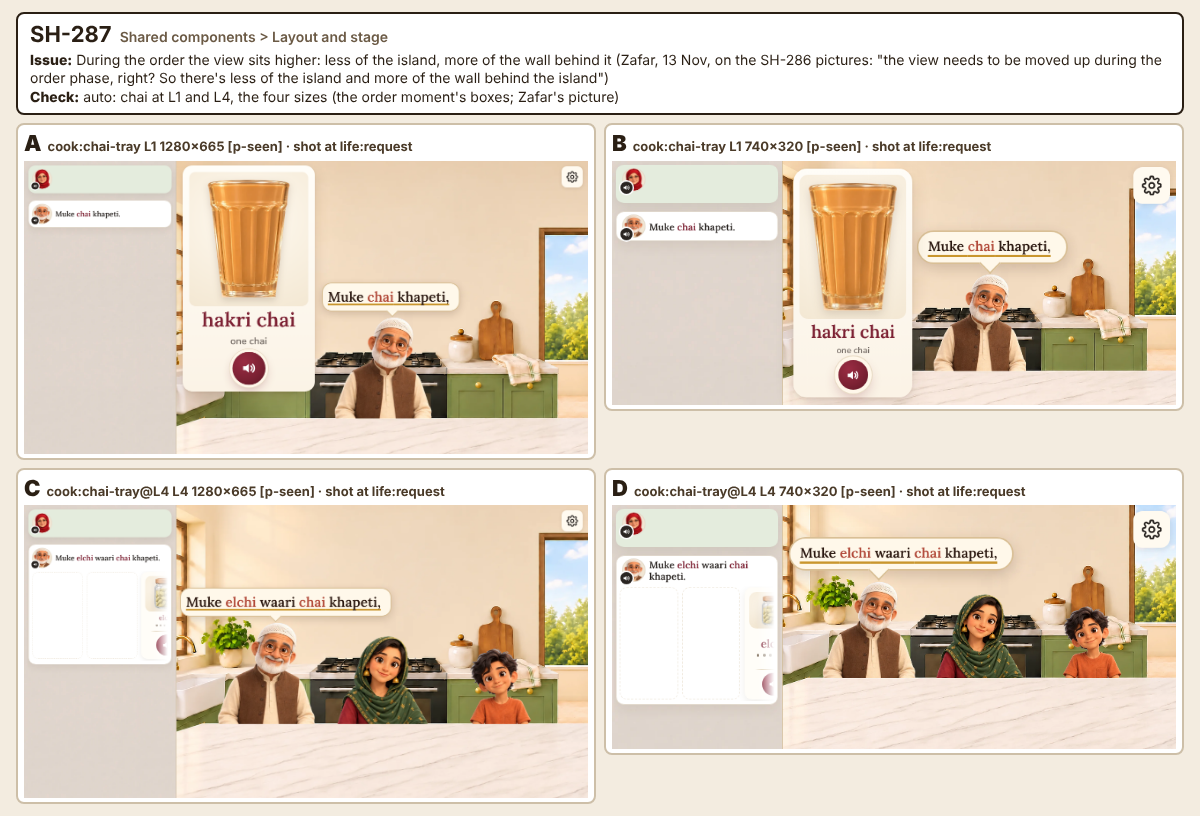 SH-287 Shared components > Layout and stage
Issue: During the order the view sits higher: less of the island, more of the wall behind it (Zafar, 13 Nov, on the SH-286 pictures: "the view needs to be moved up during the
order phase, right? So there's less of the island and more of the wall behind the island")
Check: auto: chai at L1 and L4, the four sizes (the order moment's boxes; Zafar's picture)
A cook:chai-tray L1 1280×665 [p-seen] · shot at life:request
Muke chai khapeti.
Muke chai khapeti,
hakri chai
one chai
B cook:chai-tray L1 740×320 [p-seen] · shot at life:request
Muke chai khapeti.
Muke chai khapeti,
hakri chai
one chai
C cook:chai-tray@L4 L4 1280×665 [p-seen] · shot at life:request
Muke elchi waari chai khapeti.
Muke elchi waari chai khapeti,
D cook:chai-tray@L4 L4 740×320 [p-seen] · shot at life:request
Muke elchi waari chai
khapeti.
Muke elchi waari chai khapeti,